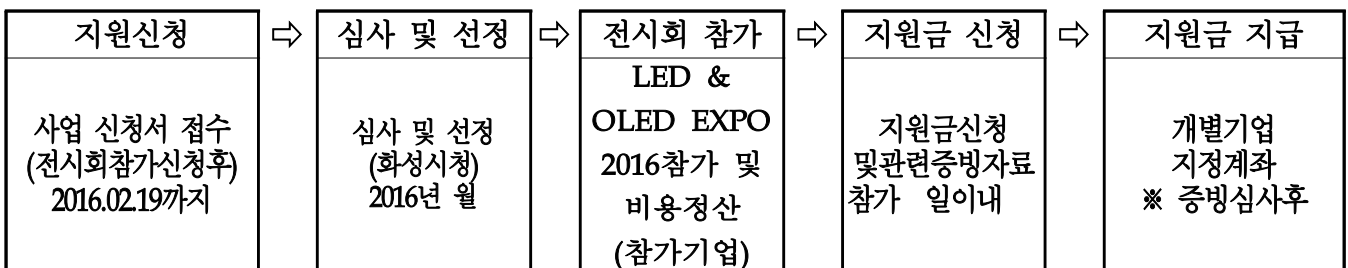 지원신청 ⇨ 심사 및 선정 ⇨ 전시회 참가 ⇨ 지원금 신청 ⇨ 지원금 지급
사업 신청서 접수
(전시회참가신청후)
2016.02.19까지
심사 및 선정
(화성시청)
2016년 월
LED &
OLED EXPO
2016참가 및
비용정산
(참가기업)
지원금신청
및관련증빙자료
참가 일이내
개별기업
지정계좌
※ 증빙심사후